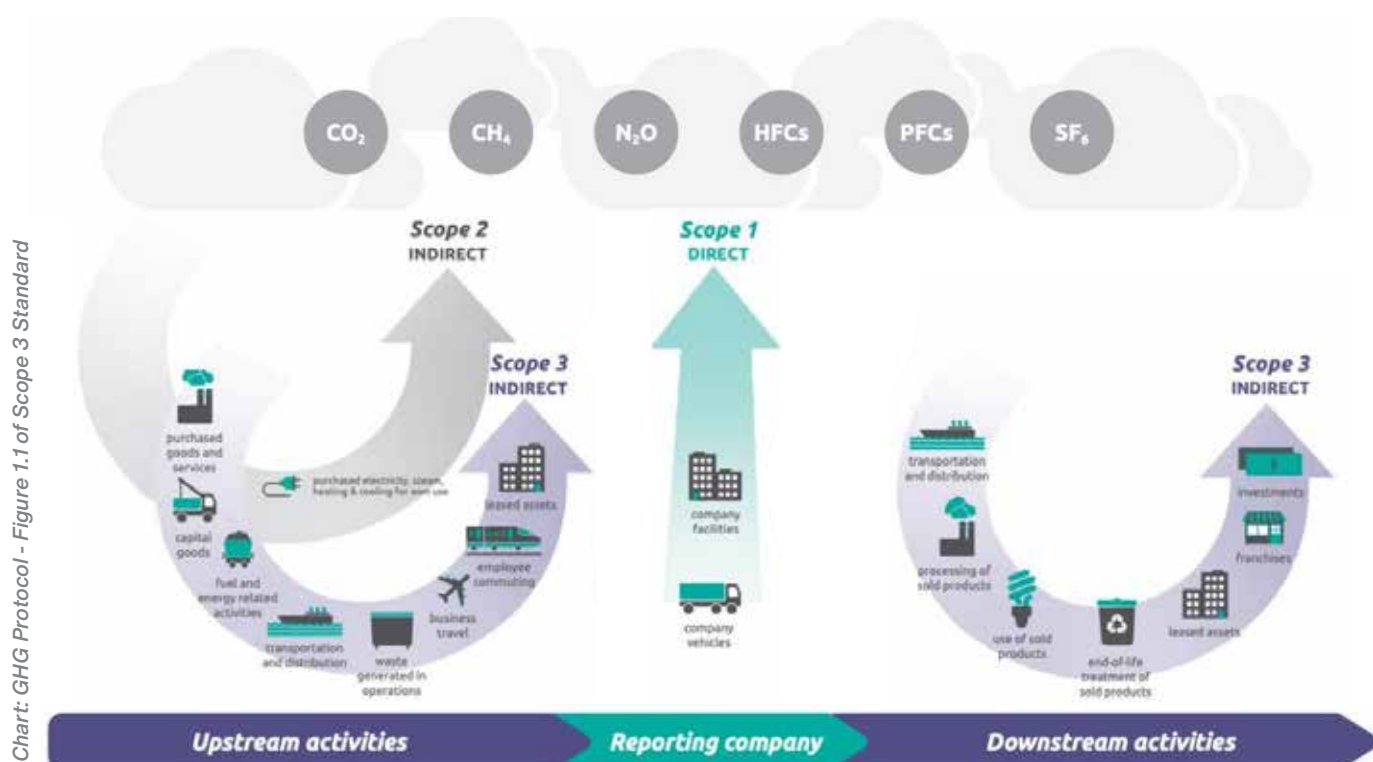 CO₂
CH₄
N₂O
HFCs
PFCs
SF₆
Scope 2
INDIRECT
Scope 1
DIRECT
Scope 3
INDIRECT
Scope 3
INDIRECT
purchased
goods and
services
capital
goods
fuel and
energy related
activities
transportation
and distribution
waste
generated in
operations
business
travel
employee
commuting
leased assets
purchased electricity, steam,
heating & cooling for own use
company
facilities
company
vehicles
transportation
and distribution
processing of
sold products
use of sold
products
end-of-life
treatment of
sold products
leased assets
franchises
investments
Upstream activities
Reporting company
Downstream activities
Chart: GHG Protocol - Figure 1.1 of Scope 3 Standard